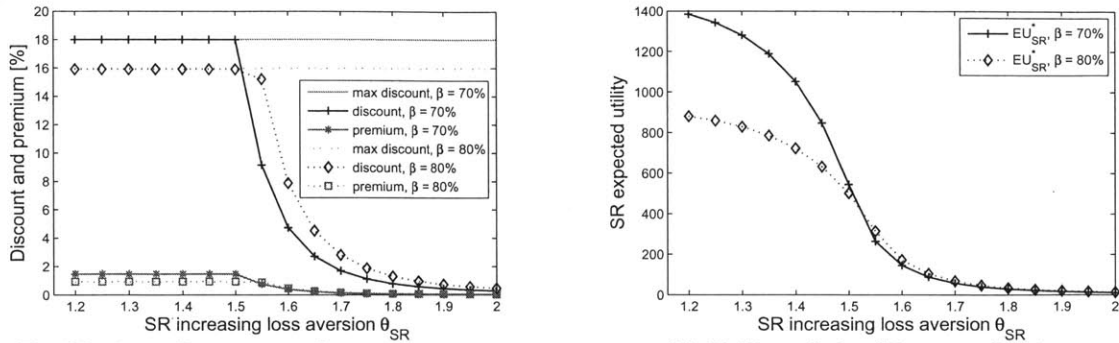 Discount and premium [%]
20
18
16
14
12
10
8
6
4
2
0
max discount, β = 70%
discount, β = 70%
premium, β = 70%
max discount, β = 80%
discount, β = 80%
premium, β = 80%
1.2 1.3 1.4 1.5 1.6 1.7 1.8 1.9 2
SR increasing loss aversion θSR
SR expected utility
1400
1200
1000
800
600
400
200
0
EU*SR, β = 70%
EU*SR, β = 80%
1.2 1.3 1.4 1.5 1.6 1.7 1.8 1.9 2
SR increasing loss aversion θSR